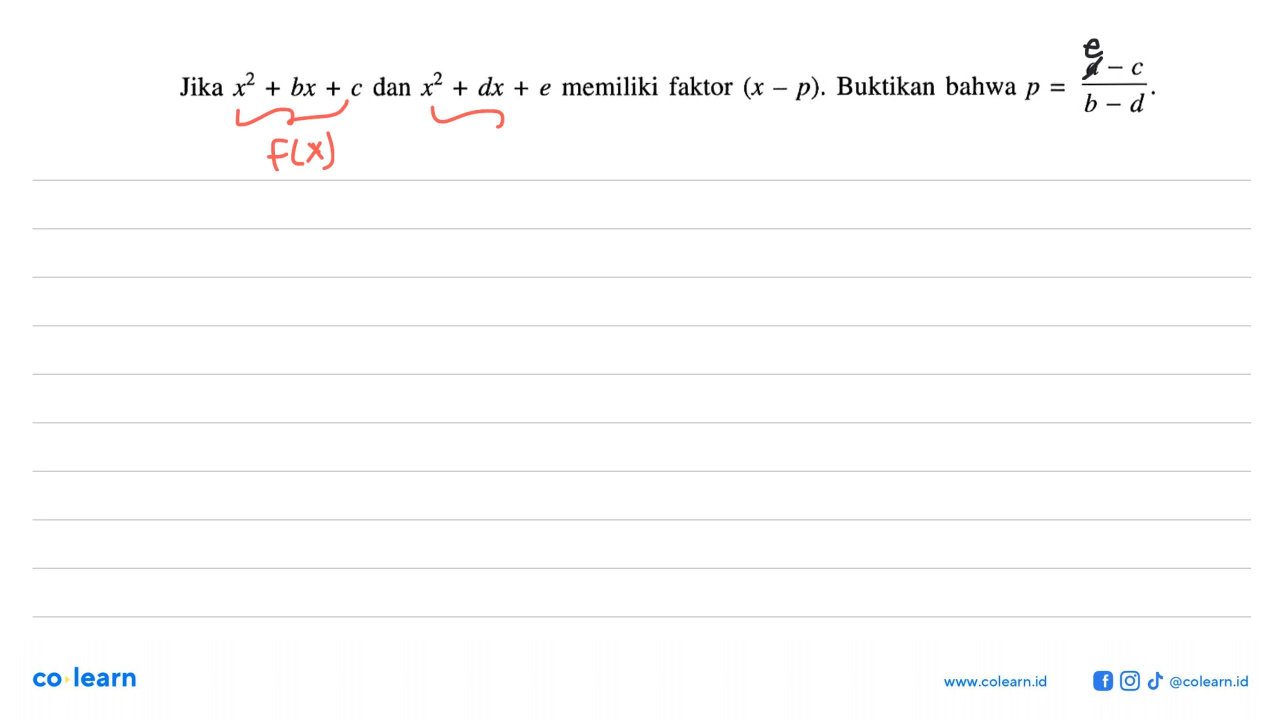 Jika x² + bx + c dan x² + dx + e memiliki faktor (x – p). Buktikan bahwa p = (e – c)/(b – d).
F(x)
co learn
www.colearn.id @colearn.id